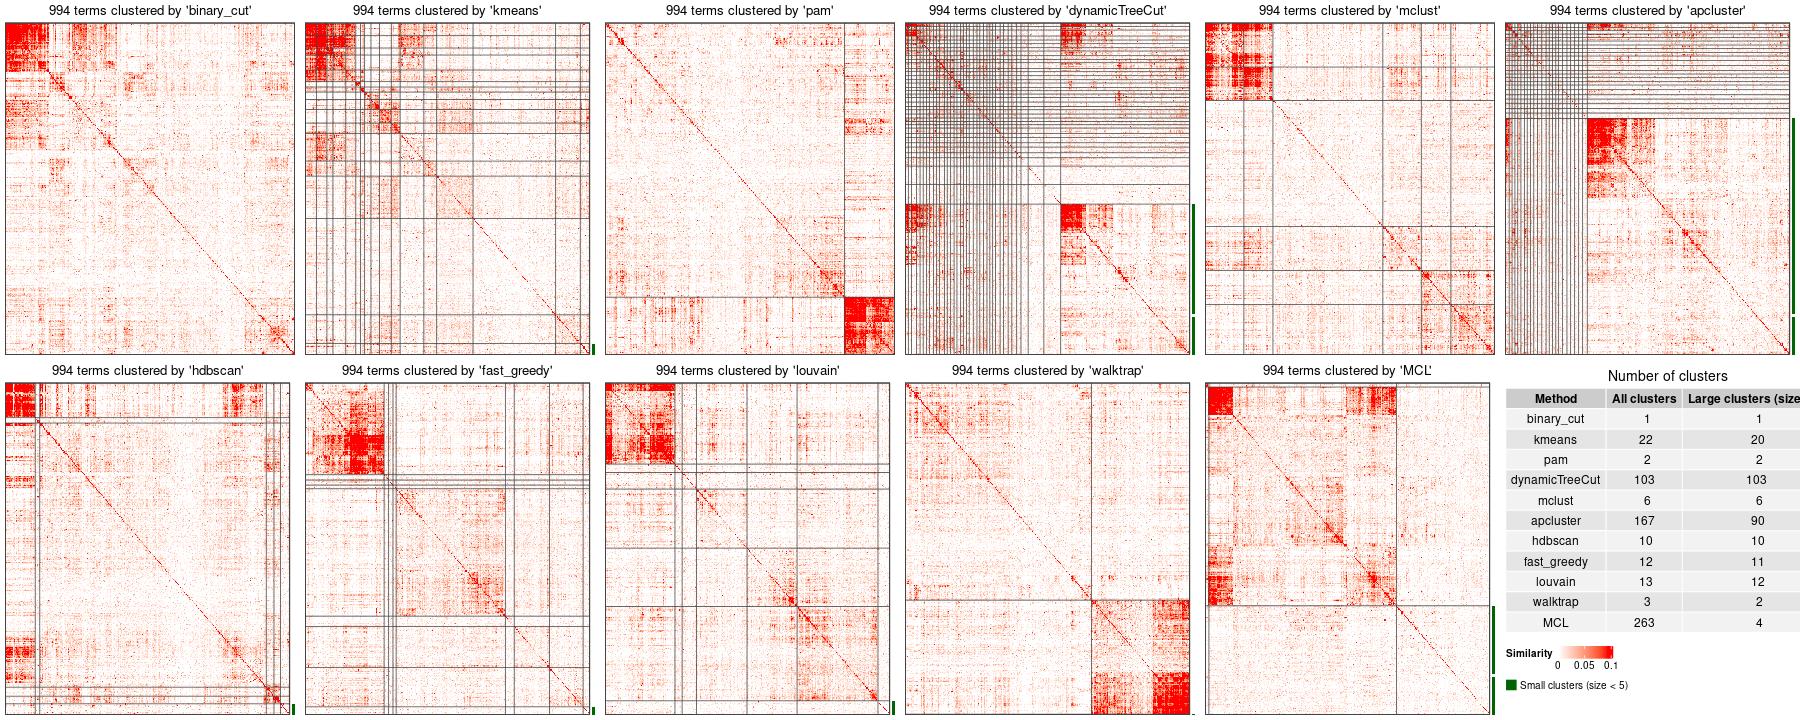 994 terms clustered by 'binary_cut'
994 terms clustered by 'kmeans'
994 terms clustered by 'pam'
994 terms clustered by 'dynamicTreeCut'
994 terms clustered by 'mclust'
994 terms clustered by 'apcluster'
994 terms clustered by 'hdbscan'
994 terms clustered by 'fast_greedy'
994 terms clustered by 'louvain'
994 terms clustered by 'walktrap'
994 terms clustered by 'MCL'
Number of clusters
Method All clusters Large clusters (size
binary_cut 1 1
kmeans 22 20
pam 2 2
dynamicTreeCut 103 103
mclust 6 6
apcluster 167 90
hdbscan 10 10
fast_greedy 12 11
louvain 13 12
walktrap 3 2
MCL 263 4
Similarity
0 0.05 0.1
Small clusters (size < 5)